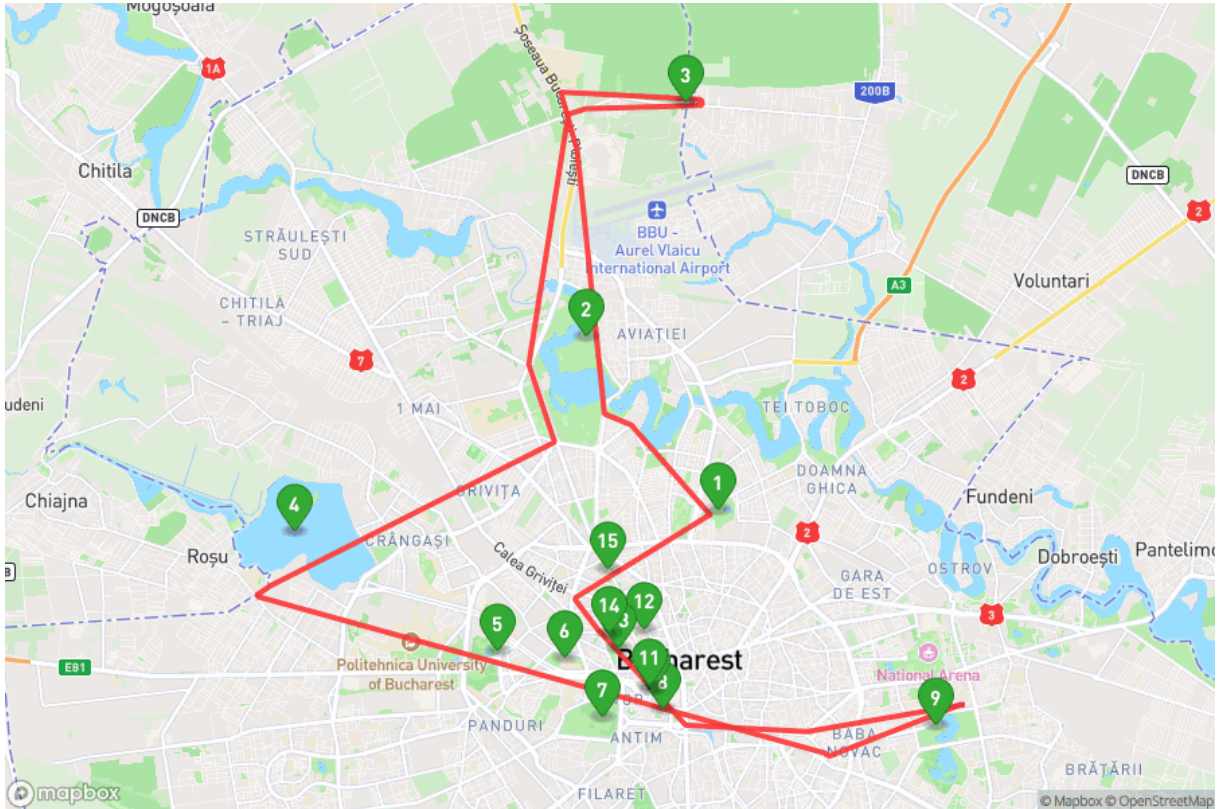 Mogoșoaia
1A
Șoseaua București-Ploiești
3
200B
Chitila
DNCB
DNCB
2
STRĂULEȘTI
SUD
BBU -
Aurel Vlaicu
International Airport
A3
Voluntari
CHITILA
- TRIAJ
2
AVIAȚIEI
7
2
1 MAI
TEI TOBOC
DOAMNA
GHICA
GRIVIȚA
1
Fundeni
Chiajna
4
2
CRÂNGAȘI
Roșu
15
Calea Griviței
Dobroești
Pantelimo
OSTROV
GARA
DE EST
14
12
3
3
5
6
Politehnica University
of Bucharest
E81
11
Bucharest
National Arena
7
8
9
PANDURI
ANTIM
BABA
NOVAC
BRĂȚĂRII
FILARET
mapbox
© Mapbox © OpenStreetMap